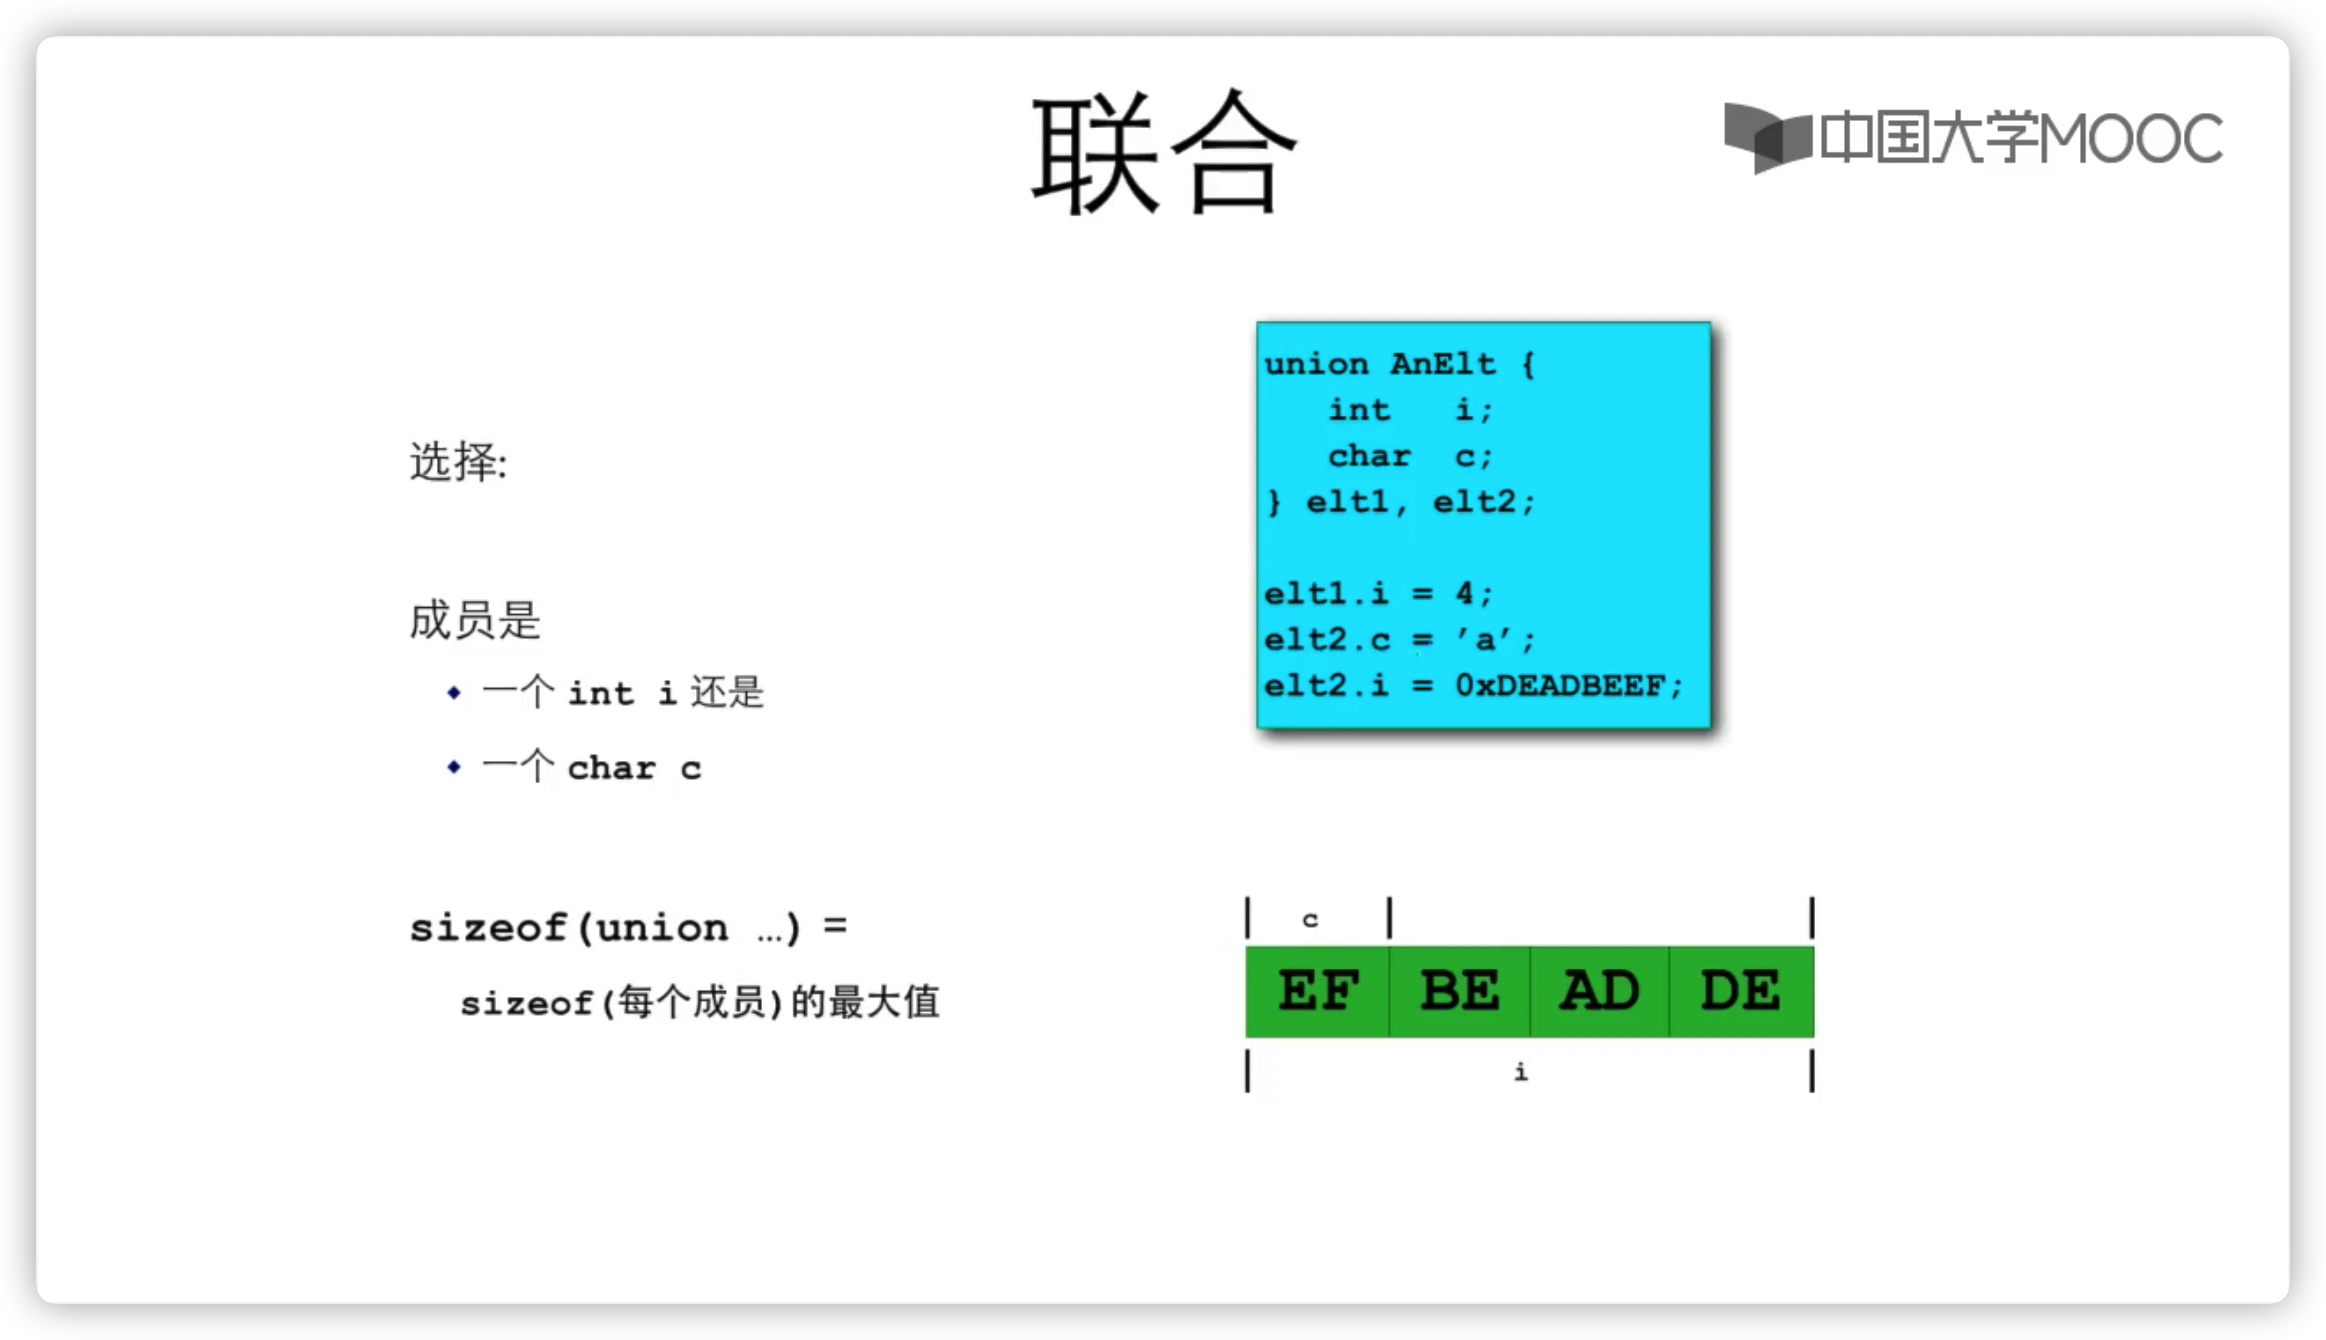 联合
中国大学MOOC
选择:
成员是
一个 int i 还是
一个 char c
sizeof(union …) =
sizeof(每个成员)的最大值
union AnElt {
int i;
char c;
} elt1, elt2;
elt1.i = 4;
elt2.c = ’a’;
elt2.i = 0xDEADBEEF;
c
EF BE AD DE
i